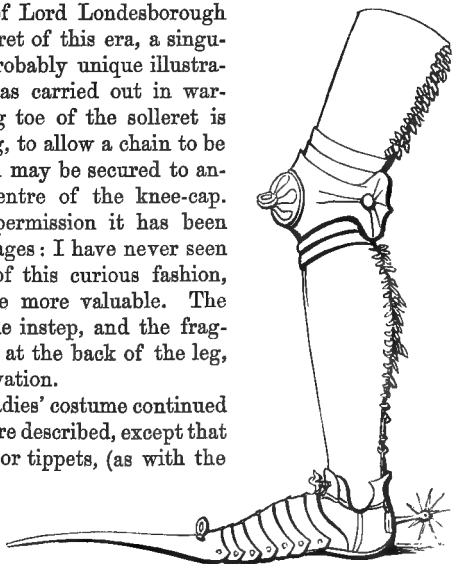 f Lord Londesborough
ret of this era, a singu-
robably unique illustra-
as carried out in war-
g toe of the solleret is
g, to allow a chain to be
may be secured to an-
entre of the knee-cap.
permission it has been
ages: I have never seen
of this curious fashion,
e more valuable. The
e instep, and the frag-
at the back of the leg,
vation.
dies' costume continued
re described, except that
or tippets, (as with the